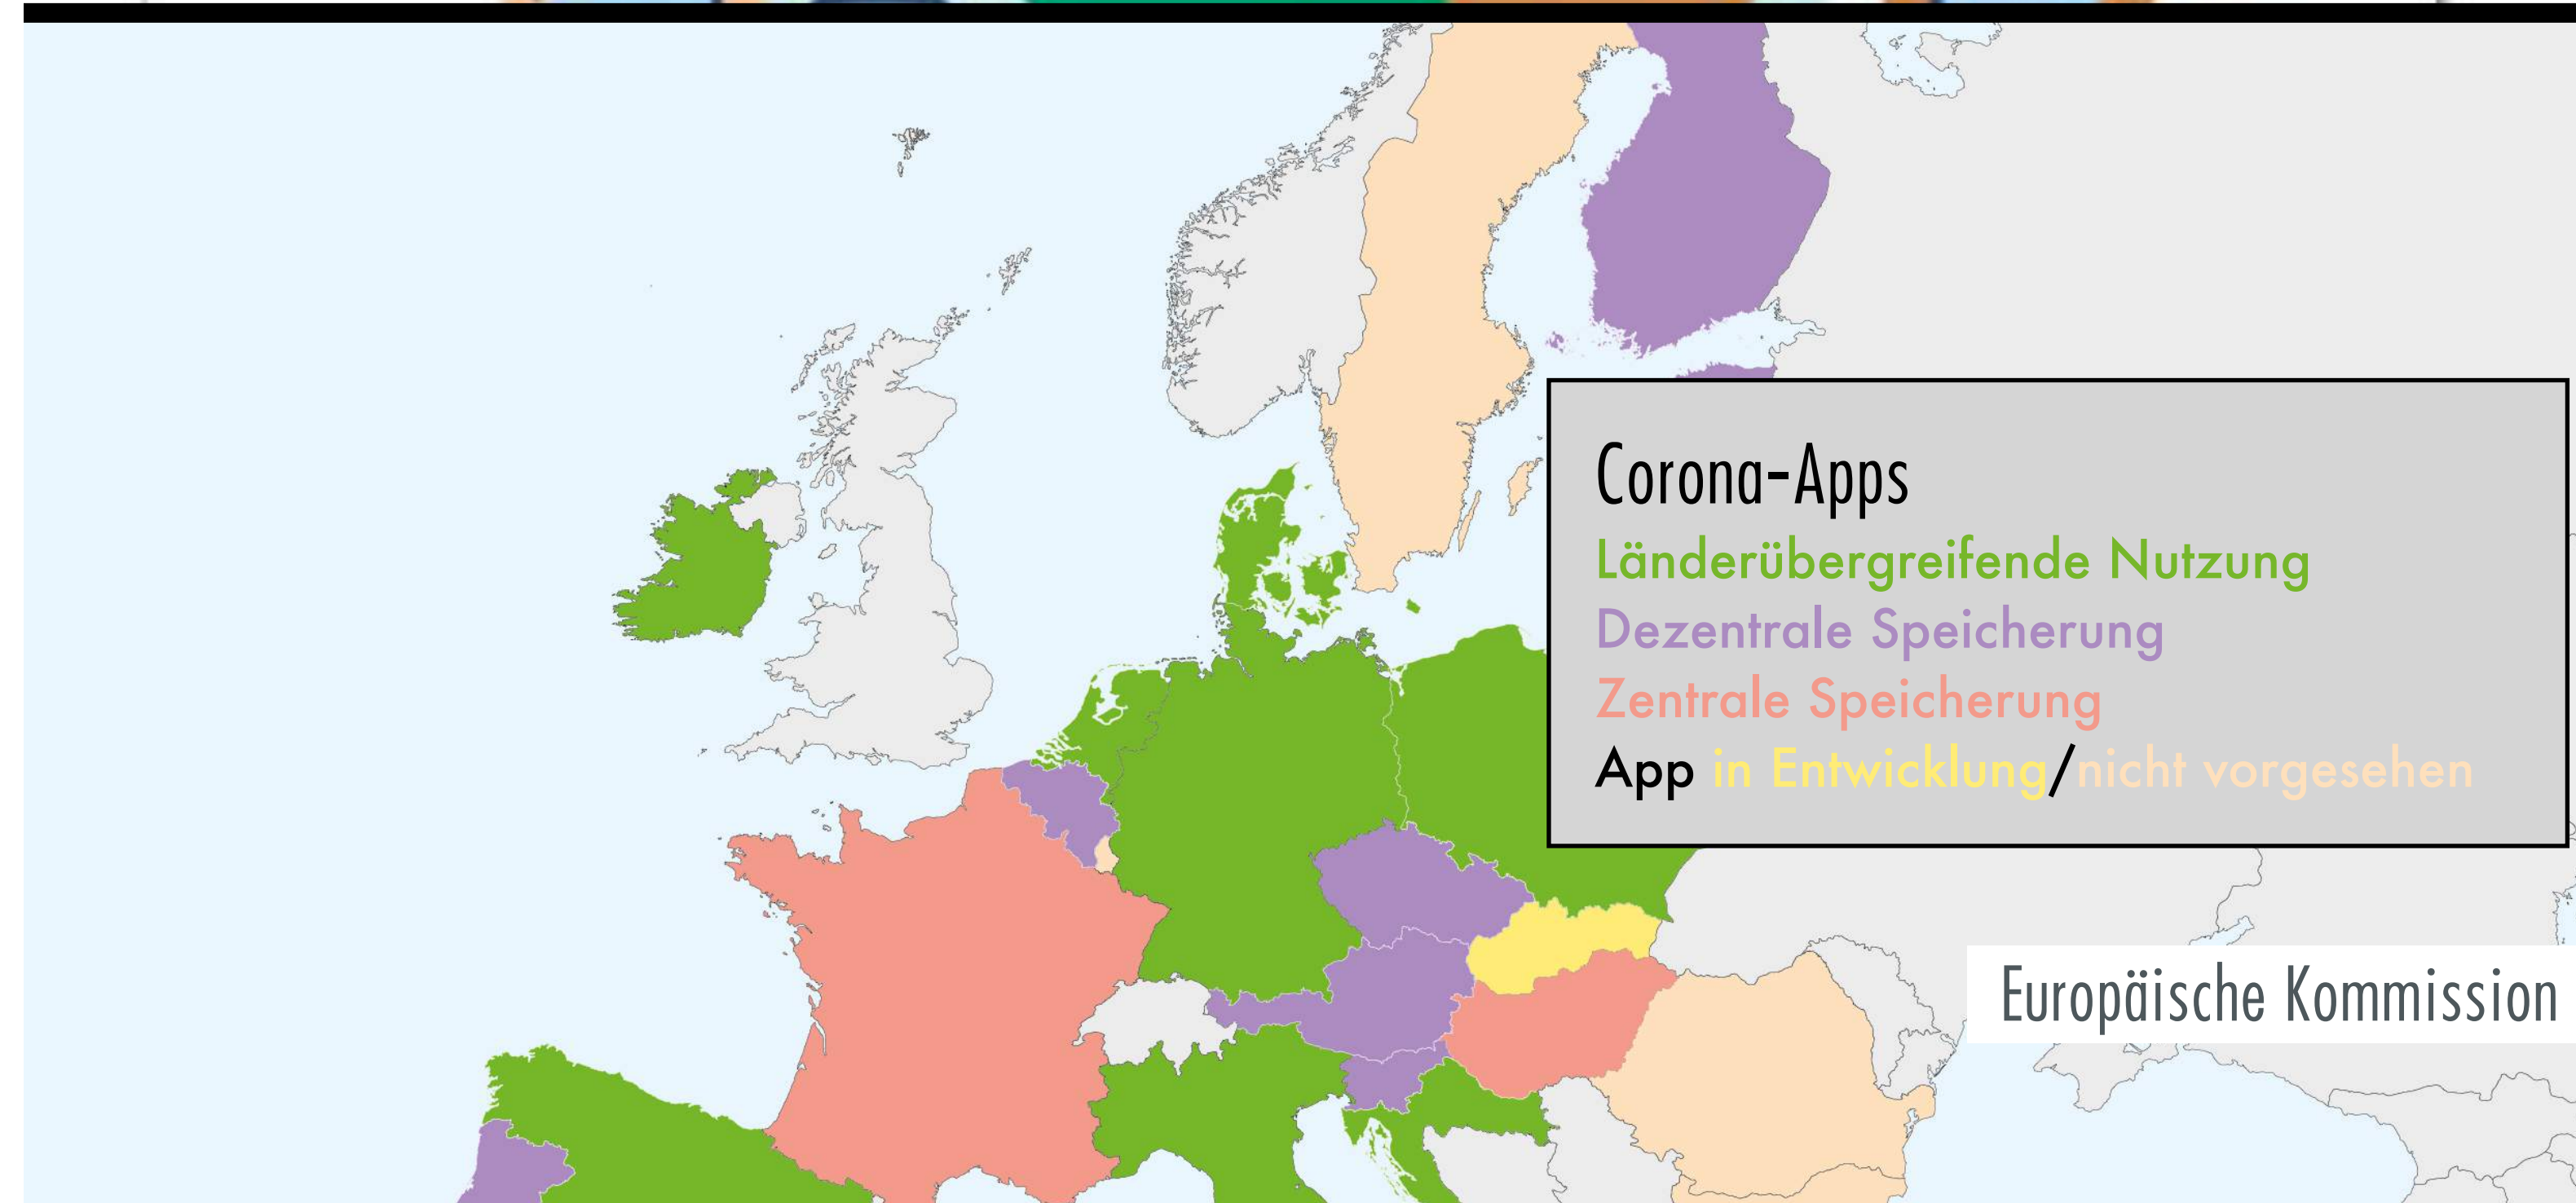 Corona-Apps
Länderübergreifende Nutzung
Dezentrale Speicherung
Zentrale Speicherung
App in Entwicklung/nicht vorgesehen
Europäische Kommission